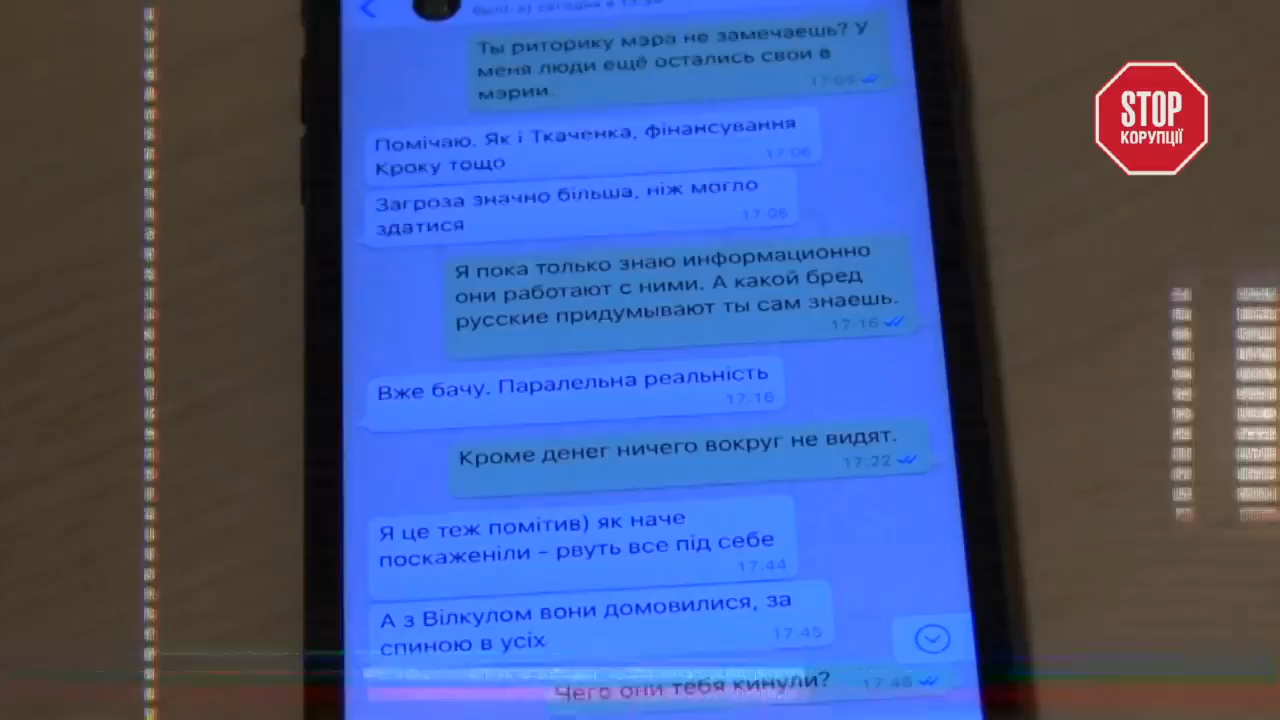 Ты риторику мэра не замечаешь? У
меня люди ещё остались свои в
мэрии.
17:05
STOP
КОРУПЦІЇ
Помічаю. Як і Ткаченка, фінансування
Кроку тощо
17:06
Загроза значно більша, ніж могло
здатися
17:06
Я пока только знаю информационно
они работают с ними. А какой бред
русские придумывают ты сам знаешь.
17:16
Вже бачу. Паралельна реальність
17:16
Кроме денег ничего вокруг не видят.
17:22
Я це теж помітив) як наче
поскаженіли – рвуть все під себе
17:44
А з Вілкулом вони домовилися, за
спиною в усіх
17:45
Чего они тебя кинули?
17:48